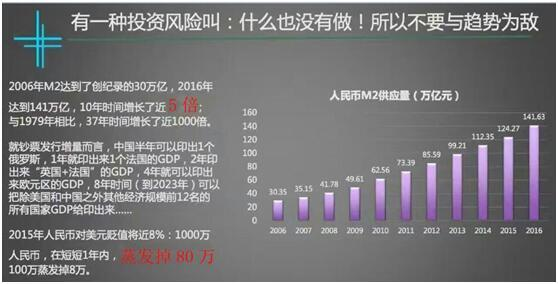 有一种投资风险叫：什么也没有做！所以不要与趋势为敌
2006年M2达到了创纪录的30万亿，2016年
达到141万亿，10年时间增长了近5倍；
与1979年相比，37年时间增长了近1000倍。
就钞票发行增量而言，中国半年可以印出1个
俄罗斯，1年就印出来1个法国的GDP，2年印
出来“英国+法国”的GDP，4年就可以印出
来欧元区的GDP，8年时间（到2023年）可以
把除美国和中国之外其他经济规模前12名的
所有国家GDP给印出来......
2015年人民币对美元贬值将近8%：1000万
人民币，在短短1年内，蒸发掉80万
100万蒸发掉8万。
人民币M2供应量（万亿元）
160
140
120
100
80
60
40
20
0
30.35 35.15 41.78 49.61 62.56 73.39 85.59 99.21 112.35 124.27 141.63
2006 2007 2008 2009 2010 2011 2012 2013 2014 2015 2016